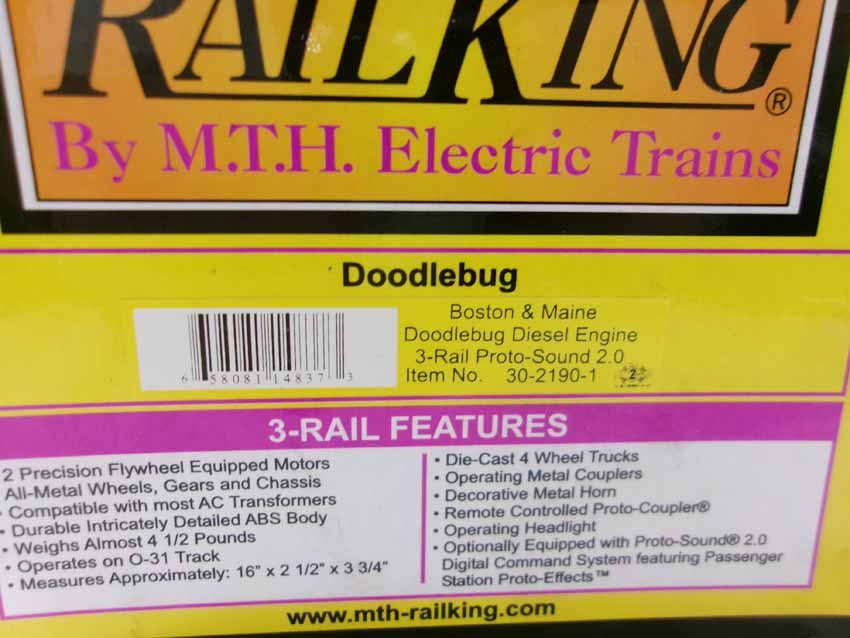 RAILKING®
By M.T.H. Electric Trains
Doodlebug
Boston & Maine
Doodlebug Diesel Engine
3-Rail Proto-Sound 2.0
Item No. 30-2190-1
6 58081 14837 3
3-RAIL FEATURES
2 Precision Flywheel Equipped Motors
All-Metal Wheels, Gears and Chassis
• Compatible with most AC Transformers
• Durable Intricately Detailed ABS Body
• Weighs Almost 4 1/2 Pounds
• Operates on O-31 Track
• Measures Approximately: 16" x 2 1/2" x 3 3/4"
• Die-Cast 4 Wheel Trucks
• Operating Metal Couplers
• Decorative Metal Horn
• Remote Controlled Proto-Coupler®
• Operating Headlight
• Optionally Equipped with Proto-Sound® 2.0
Digital Command System featuring Passenger
Station Proto-Effects™
www.mth-railking.com